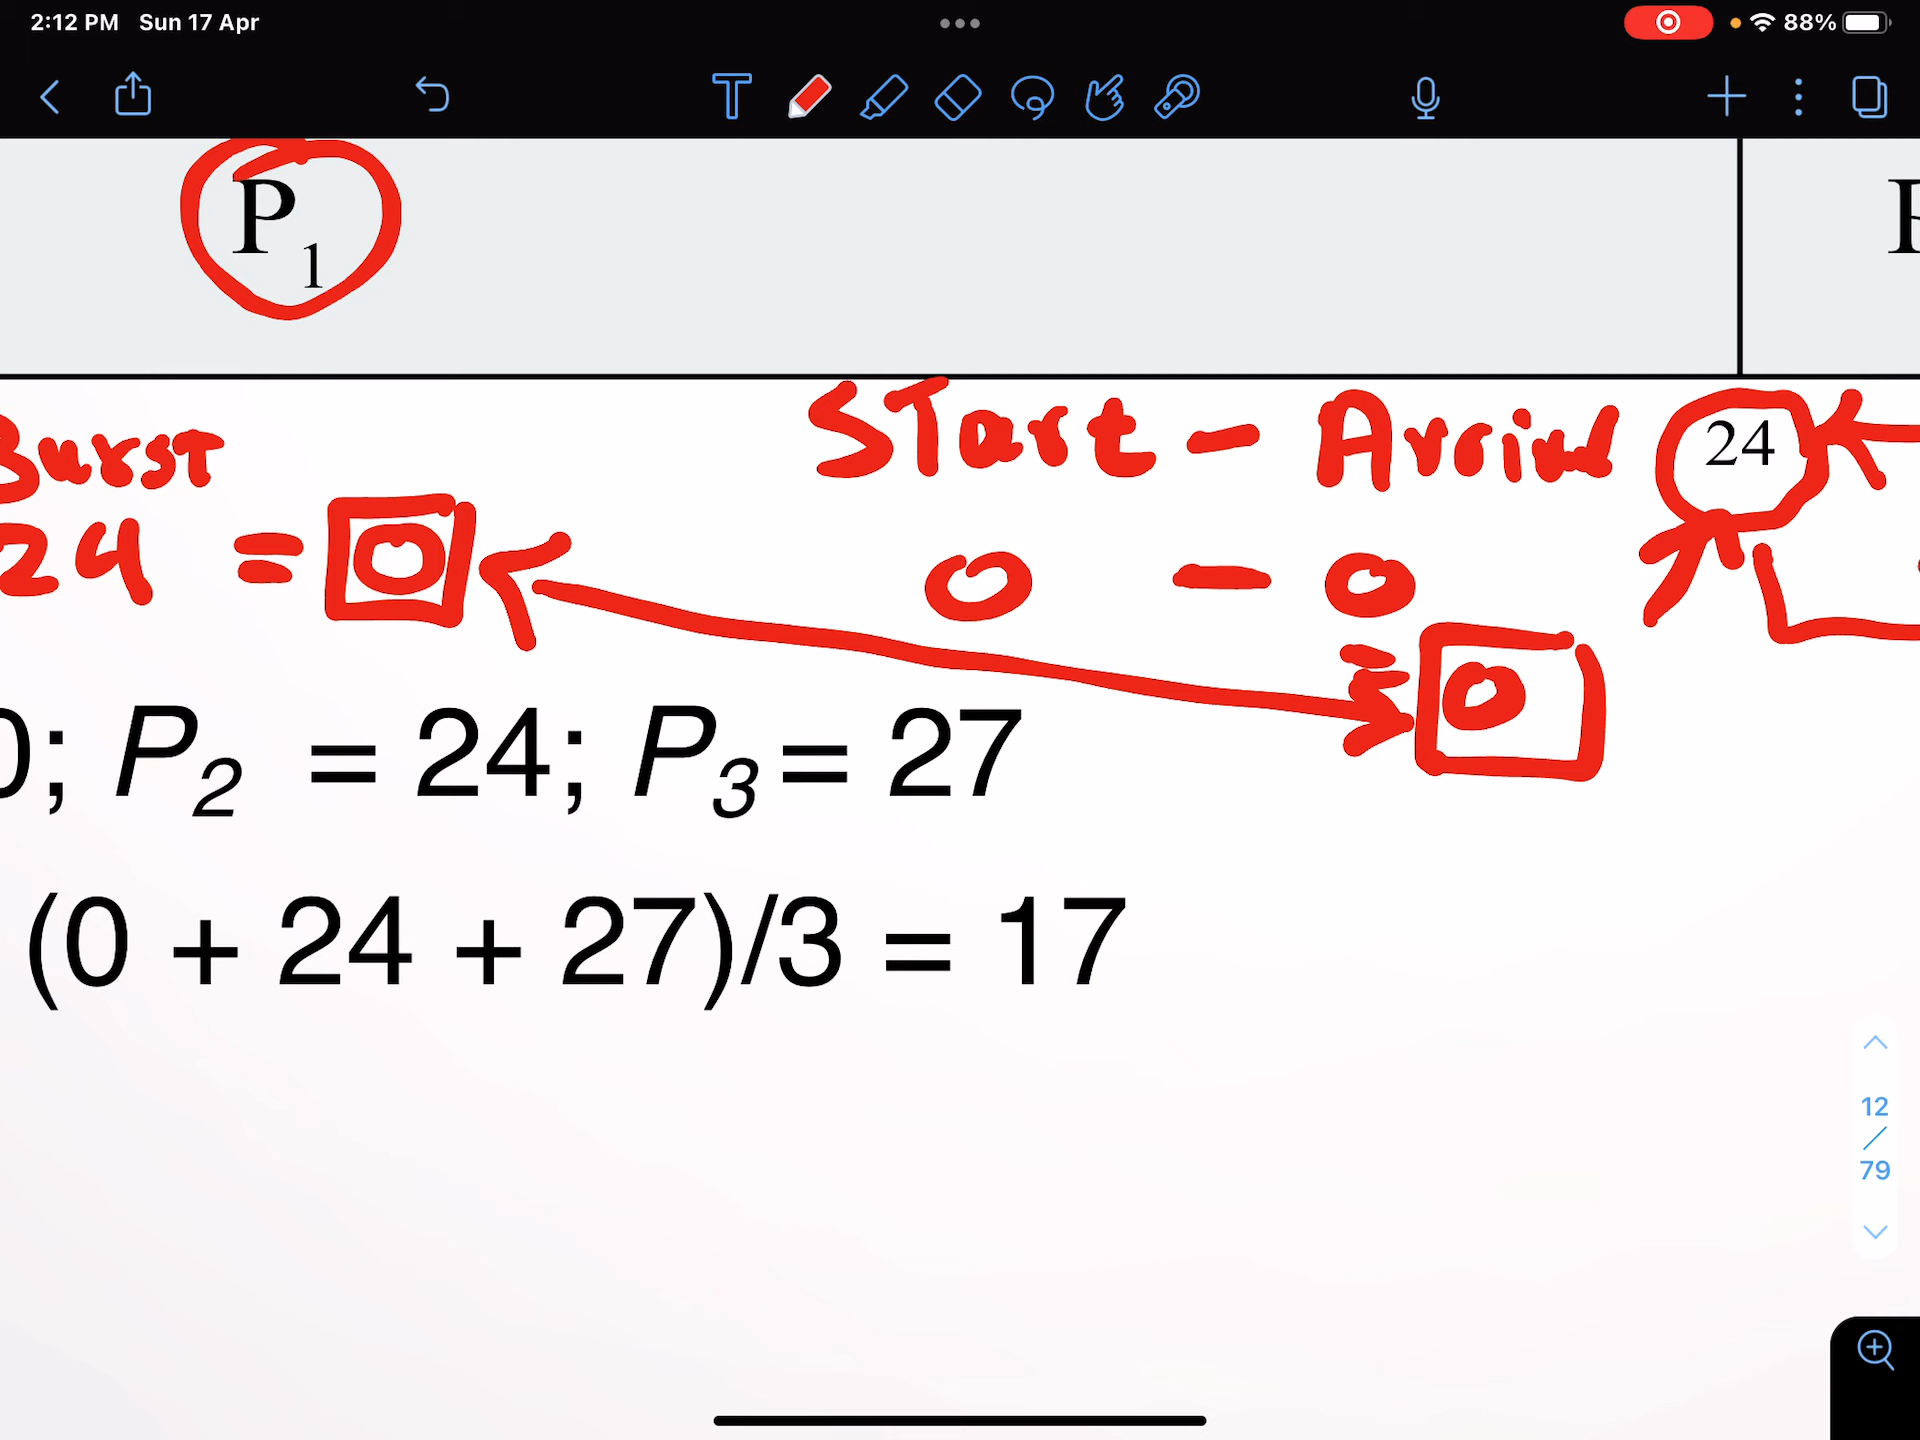 2:12 PM Sun 17 Apr 88%
T
P1
Burst Start - Arrival 24
24 = 0 0 - 0
= 0
0; P2 = 24; P3 = 27
(0 + 24 + 27)/3 = 17
12
/
79